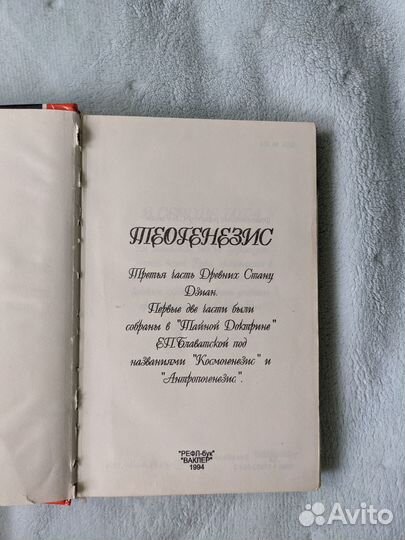 ТЕОГЕНЕЗИС
Третья часть Древних Станц
Дзиан.
Первые две части были
собраны в "Тайной Доктрине"
Е.П.Блаватской под
названиями "Космогенезис" и
"Антропогенезис".
"РЕФЛ-бук"
"ВАКЛЕР"
1994
Avito